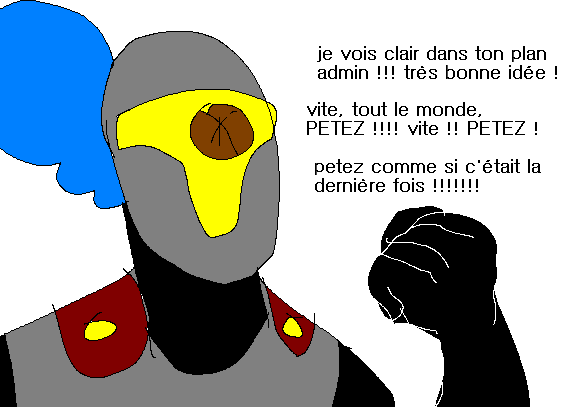 je vois clair dans ton plan
admin !!! très bonne idée !
vite, tout le monde,
PETEZ !!!! vite !! PETEZ !
petez comme si c'était la
dernière fois !!!!!!!